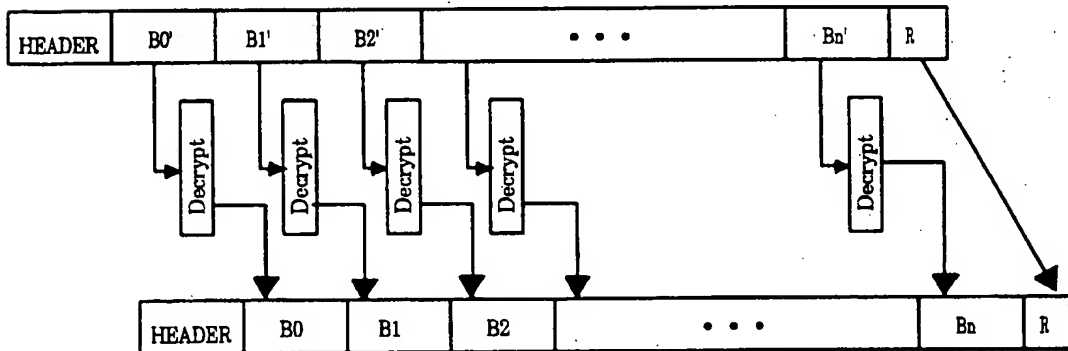 HEADER B0' B1' B2' • • • Bn' R
Decrypt Decrypt Decrypt Decrypt Decrypt
HEADER B0 B1 B2 • • • Bn R